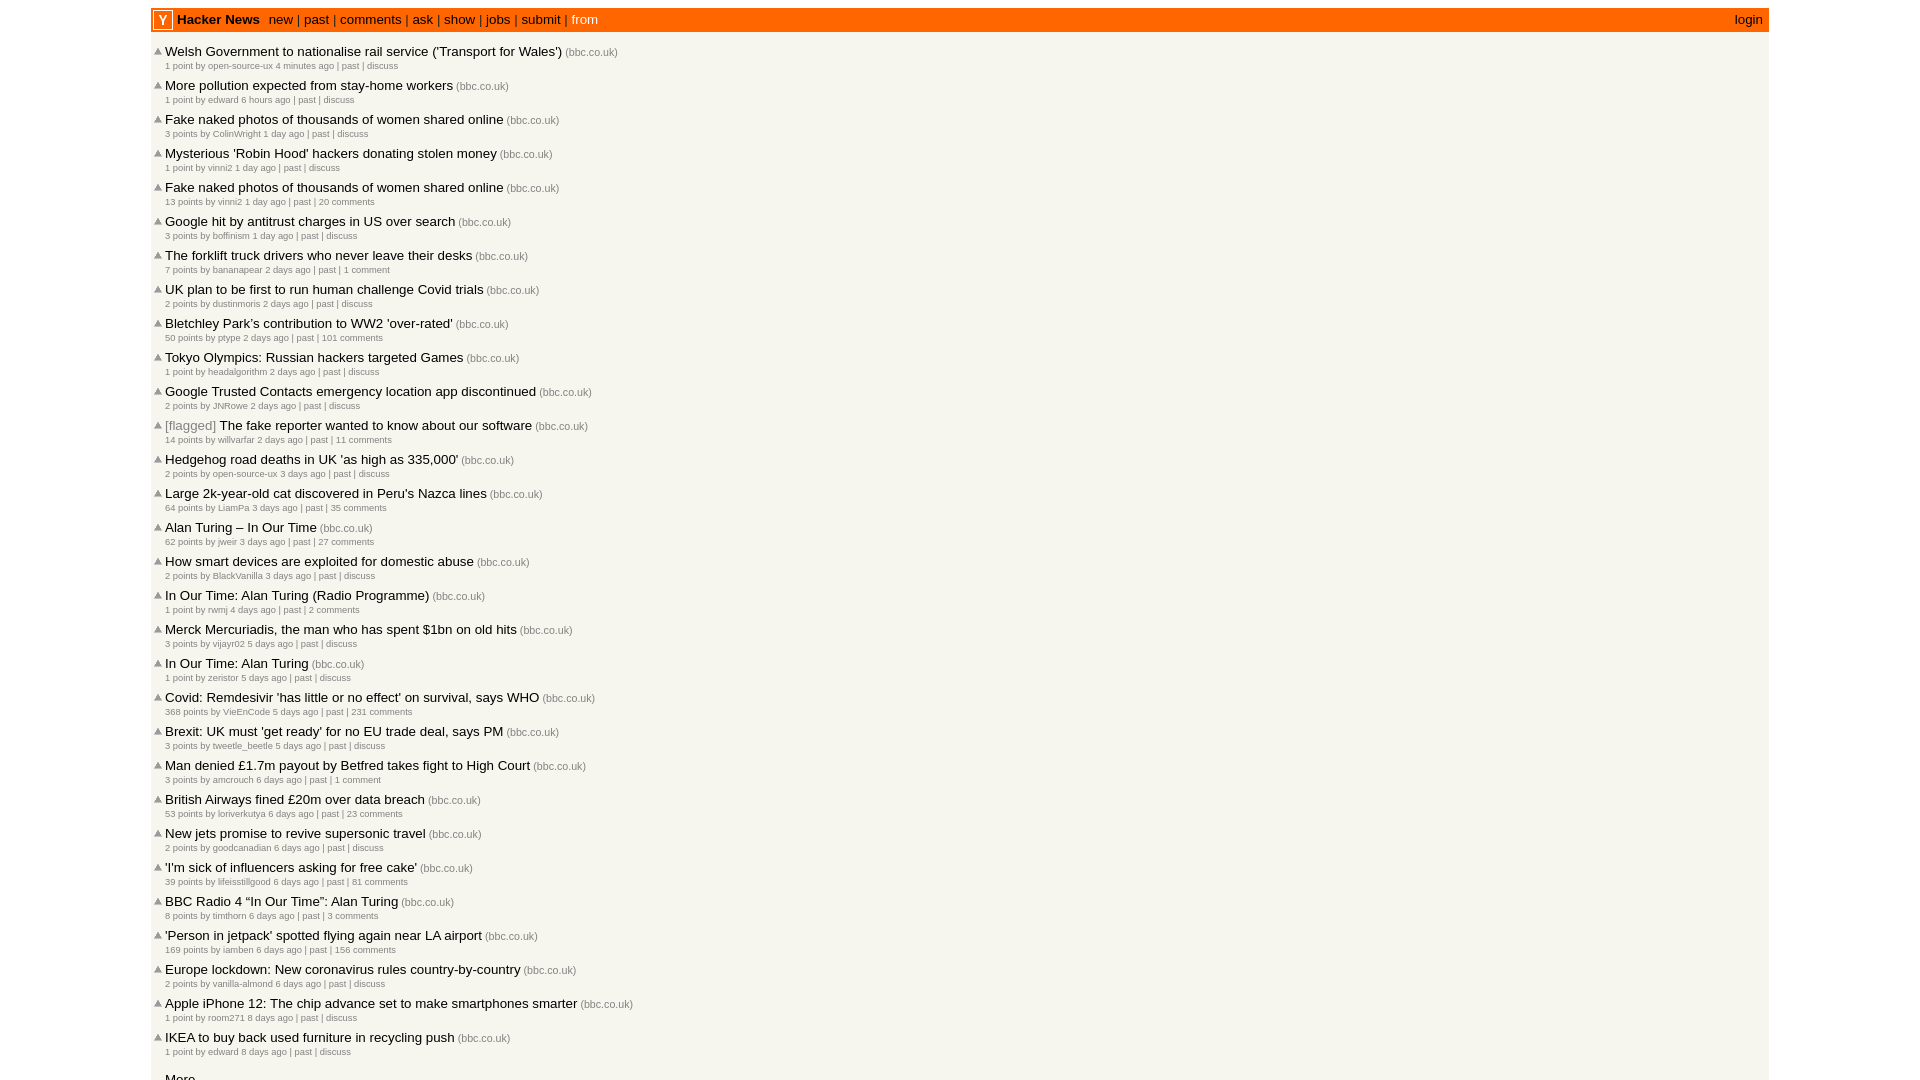 Y Hacker News new | past | comments | ask | show | jobs | submit | from login
Welsh Government to nationalise rail service ('Transport for Wales') (bbc.co.uk)
1 point by open-source-ux 4 minutes ago | past | discuss
More pollution expected from stay-home workers (bbc.co.uk)
1 point by edward 6 hours ago | past | discuss
Fake naked photos of thousands of women shared online (bbc.co.uk)
3 points by ColinWright 1 day ago | past | discuss
Mysterious 'Robin Hood' hackers donating stolen money (bbc.co.uk)
1 point by vinni2 1 day ago | past | discuss
Fake naked photos of thousands of women shared online (bbc.co.uk)
13 points by vinni2 1 day ago | past | 20 comments
Google hit by antitrust charges in US over search (bbc.co.uk)
3 points by boffinism 1 day ago | past | discuss
The forklift truck drivers who never leave their desks (bbc.co.uk)
7 points by bananapear 2 days ago | past | 1 comment
UK plan to be first to run human challenge Covid trials (bbc.co.uk)
2 points by dustinmoris 2 days ago | past | discuss
Bletchley Park’s contribution to WW2 'over-rated' (bbc.co.uk)
50 points by ptype 2 days ago | past | 101 comments
Tokyo Olympics: Russian hackers targeted Games (bbc.co.uk)
1 point by headalgorithm 2 days ago | past | discuss
Google Trusted Contacts emergency location app discontinued (bbc.co.uk)
2 points by JNRowe 2 days ago | past | discuss
[flagged] The fake reporter wanted to know about our software (bbc.co.uk)
14 points by willvarfar 2 days ago | past | 11 comments
Hedgehog road deaths in UK 'as high as 335,000' (bbc.co.uk)
2 points by open-source-ux 3 days ago | past | discuss
Large 2k-year-old cat discovered in Peru's Nazca lines (bbc.co.uk)
64 points by LiamPa 3 days ago | past | 35 comments
Alan Turing – In Our Time (bbc.co.uk)
62 points by jweir 3 days ago | past | 27 comments
How smart devices are exploited for domestic abuse (bbc.co.uk)
2 points by BlackVanilla 3 days ago | past | discuss
In Our Time: Alan Turing (Radio Programme) (bbc.co.uk)
1 point by rwmj 4 days ago | past | 2 comments
Merck Mercuriadis, the man who has spent $1bn on old hits (bbc.co.uk)
3 points by vijayr02 5 days ago | past | discuss
In Our Time: Alan Turing (bbc.co.uk)
1 point by zeristor 5 days ago | past | discuss
Covid: Remdesivir 'has little or no effect' on survival, says WHO (bbc.co.uk)
368 points by VieEnCode 5 days ago | past | 231 comments
Brexit: UK must 'get ready' for no EU trade deal, says PM (bbc.co.uk)
3 points by tweetle_beetle 5 days ago | past | discuss
Man denied £1.7m payout by Betfred takes fight to High Court (bbc.co.uk)
3 points by amcrouch 6 days ago | past | 1 comment
British Airways fined £20m over data breach (bbc.co.uk)
53 points by loriverkutya 6 days ago | past | 23 comments
New jets promise to revive supersonic travel (bbc.co.uk)
2 points by goodcanadian 6 days ago | past | discuss
'I'm sick of influencers asking for free cake' (bbc.co.uk)
39 points by lifeisstillgood 6 days ago | past | 81 comments
BBC Radio 4 “In Our Time”: Alan Turing (bbc.co.uk)
8 points by timthorn 6 days ago | past | 3 comments
'Person in jetpack' spotted flying again near LA airport (bbc.co.uk)
169 points by iamben 6 days ago | past | 156 comments
Europe lockdown: New coronavirus rules country-by-country (bbc.co.uk)
2 points by vanilla-almond 6 days ago | past | discuss
Apple iPhone 12: The chip advance set to make smartphones smarter (bbc.co.uk)
1 point by room271 8 days ago | past | discuss
IKEA to buy back used furniture in recycling push (bbc.co.uk)
1 point by edward 8 days ago | past | discuss
More